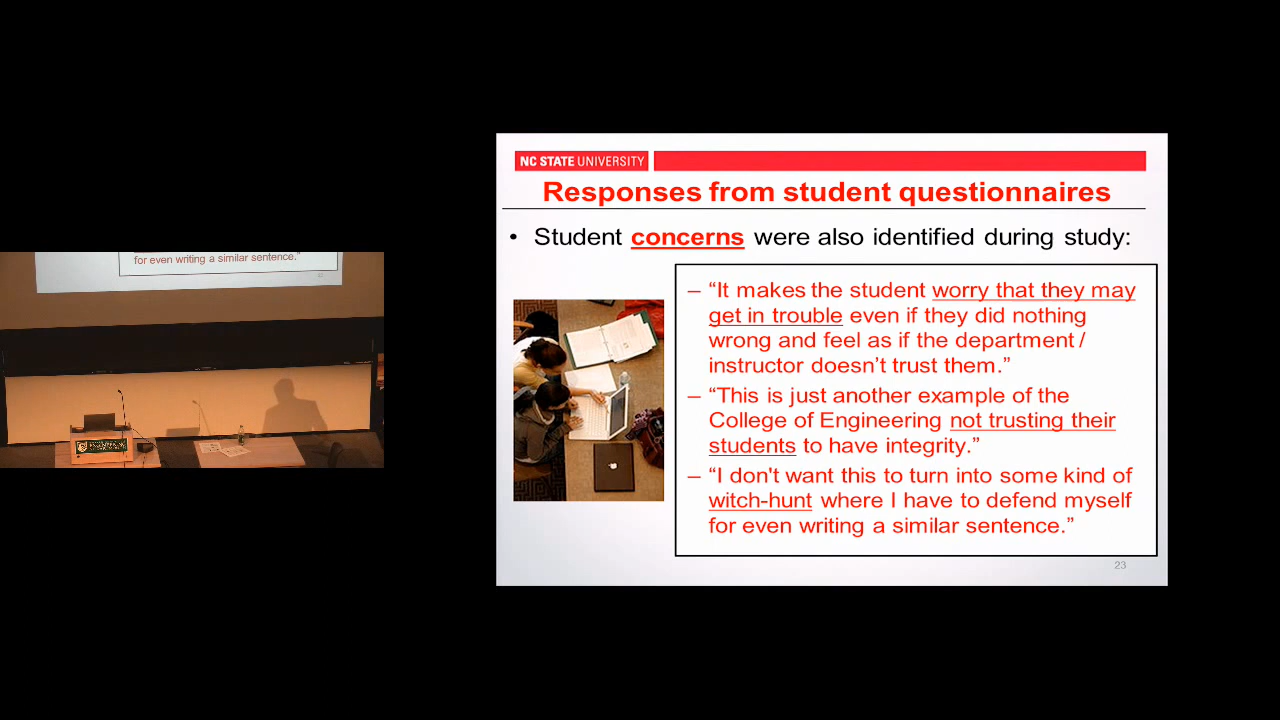 NC STATE UNIVERSITY
Responses from student questionnaires
• Student concerns were also identified during study:
– “It makes the student worry that they may
get in trouble even if they did nothing
wrong and feel as if the department /
instructor doesn’t trust them.”
– “This is just another example of the
College of Engineering not trusting their
students to have integrity.”
– “I don't want this to turn into some kind of
witch-hunt where I have to defend myself
for even writing a similar sentence.”
23
for even writing a similar sentence.”